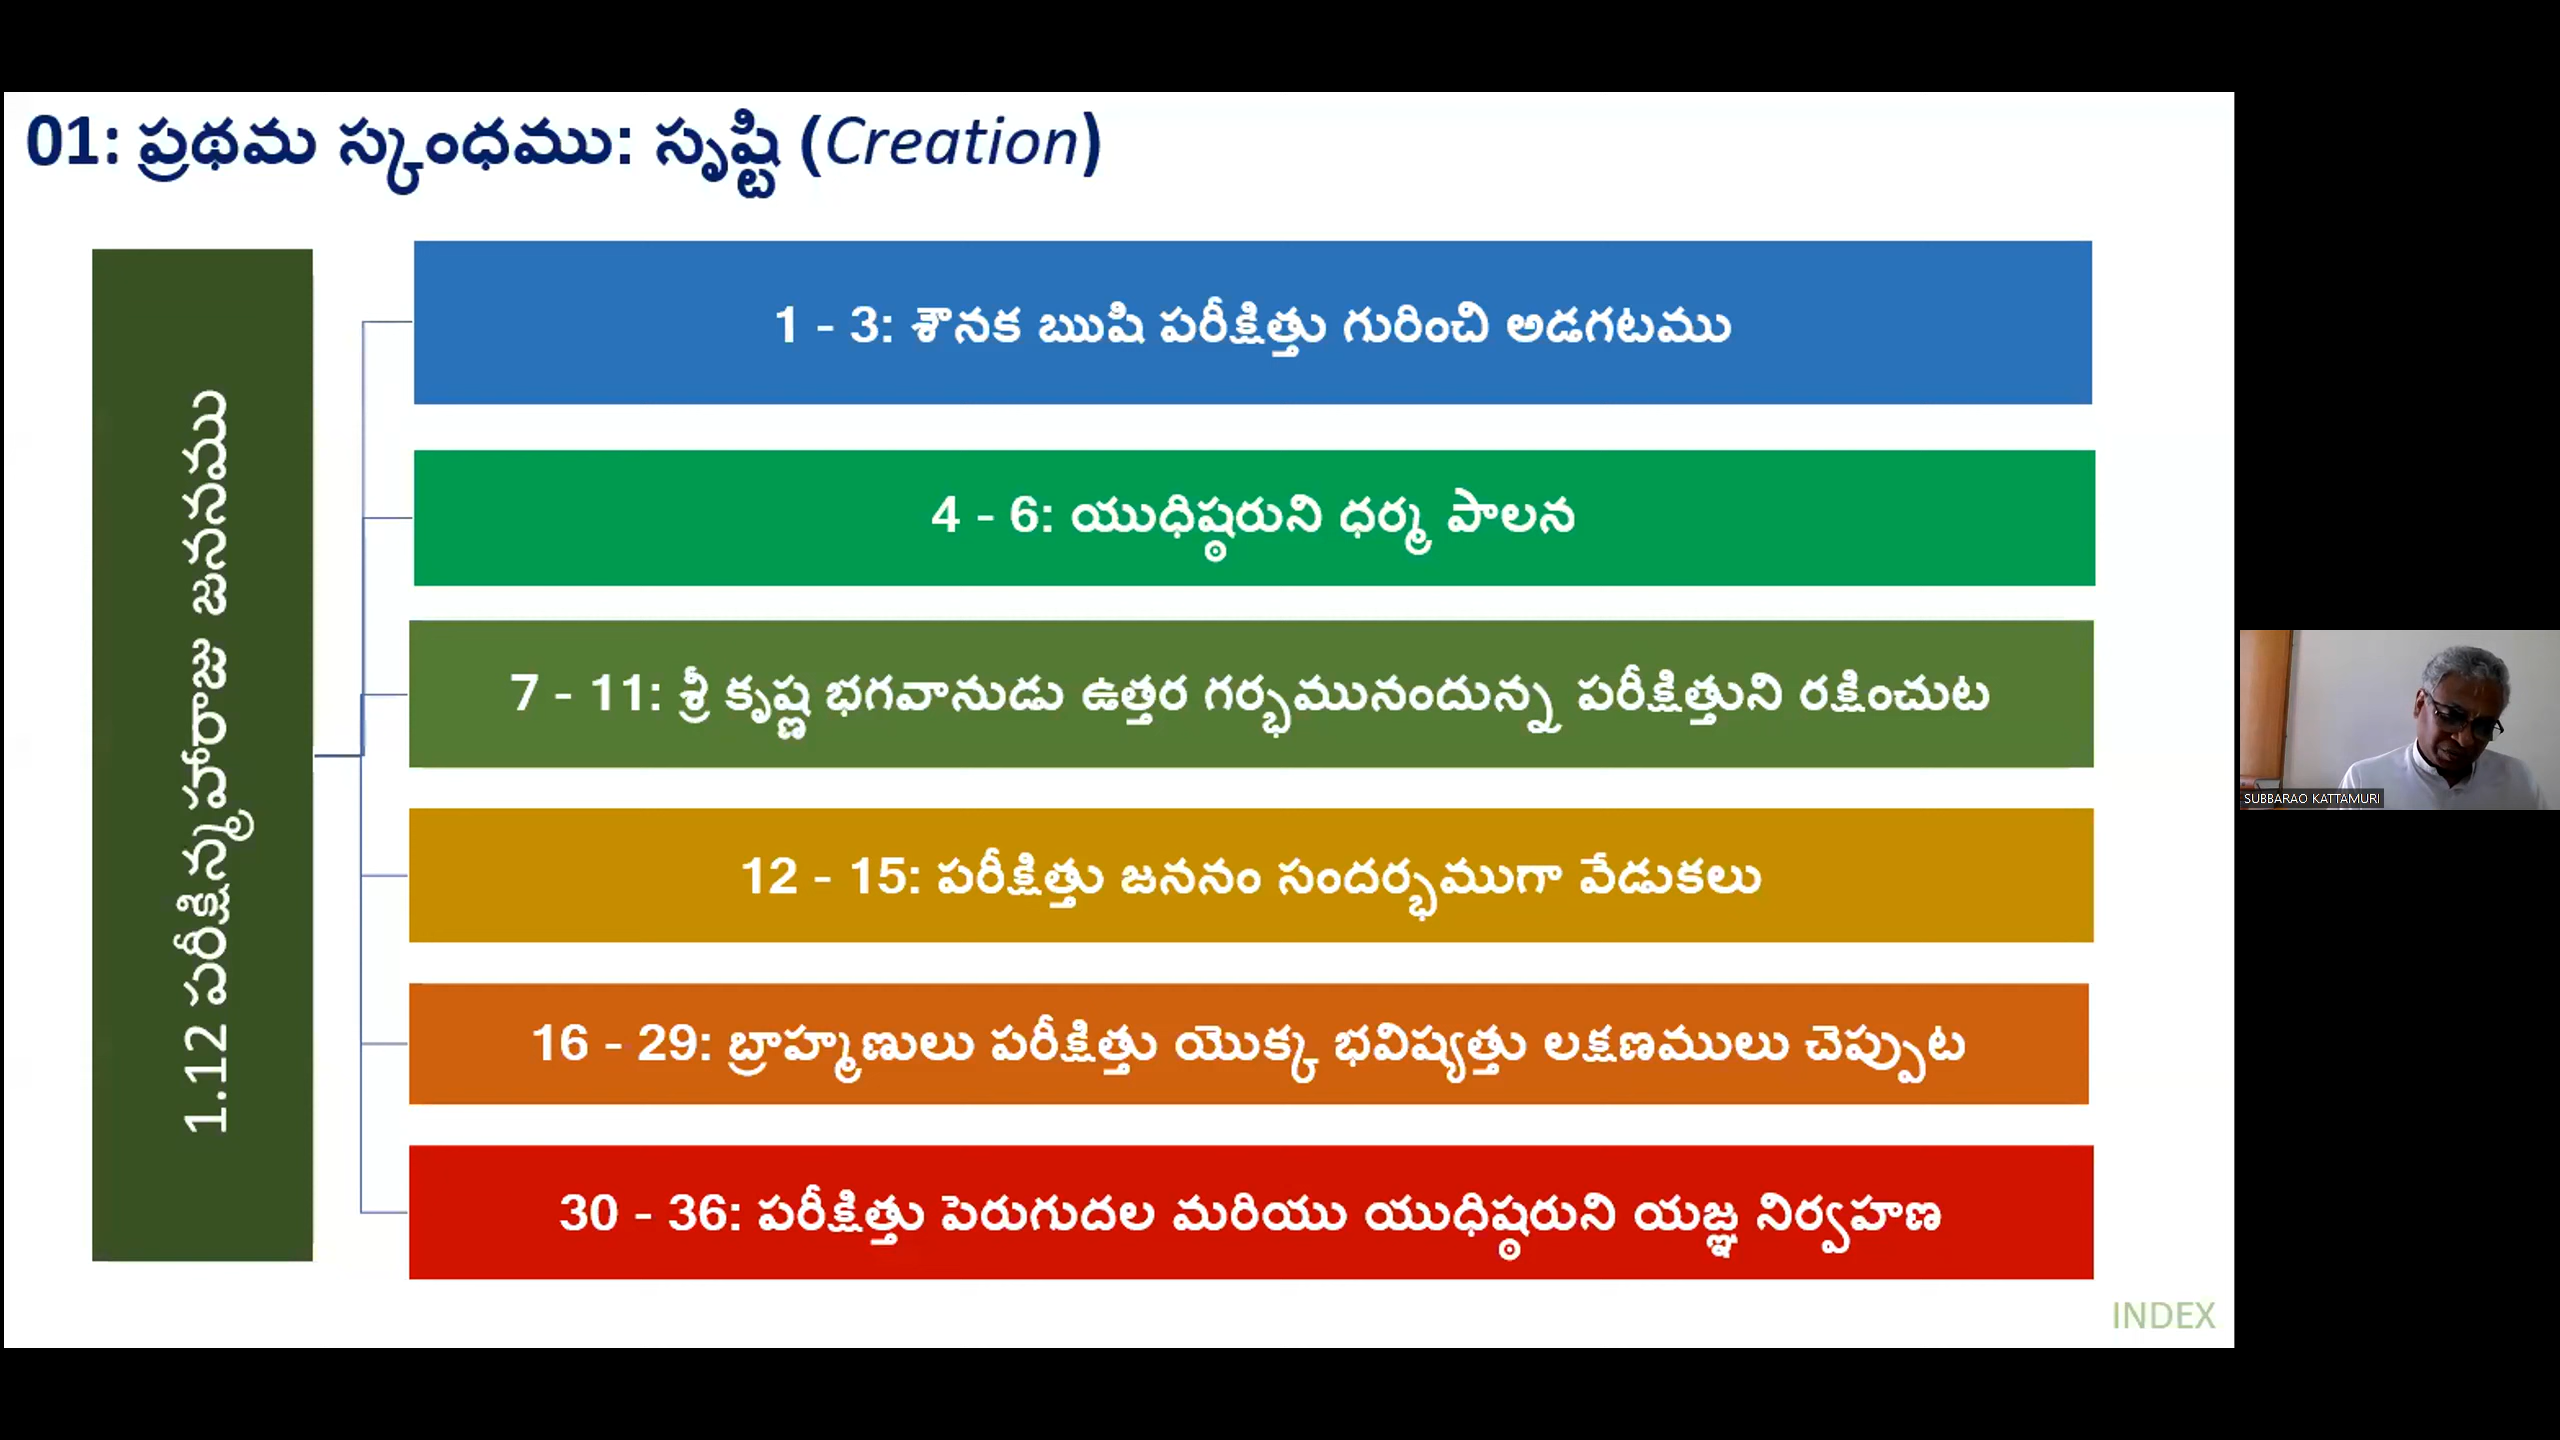 01: ప్రథమ స్కంధము: సృష్టి (Creation)
1.12 పరీక్షిన్మహారాజు జననము
1 - 3: శౌనక ఋషి పరీక్షిత్తు గురించి అడగటము
4 - 6: యుధిష్ఠరుని ధర్మ పాలన
7 - 11: శ్రీ కృష్ణ భగవానుడు ఉత్తర గర్భమునందున్న పరీక్షిత్తుని రక్షించుట
12 - 15: పరీక్షిత్తు జననం సందర్భముగా వేడుకలు
16 - 29: బ్రాహ్మణులు పరీక్షిత్తు యొక్క భవిష్యత్తు లక్షణములు చెప్పుట
30 - 36: పరీక్షిత్తు పెరుగుదల మరియు యుధిష్ఠరుని యజ్ఞ నిర్వహణ
INDEX
SUBBARAO KATTAMURI